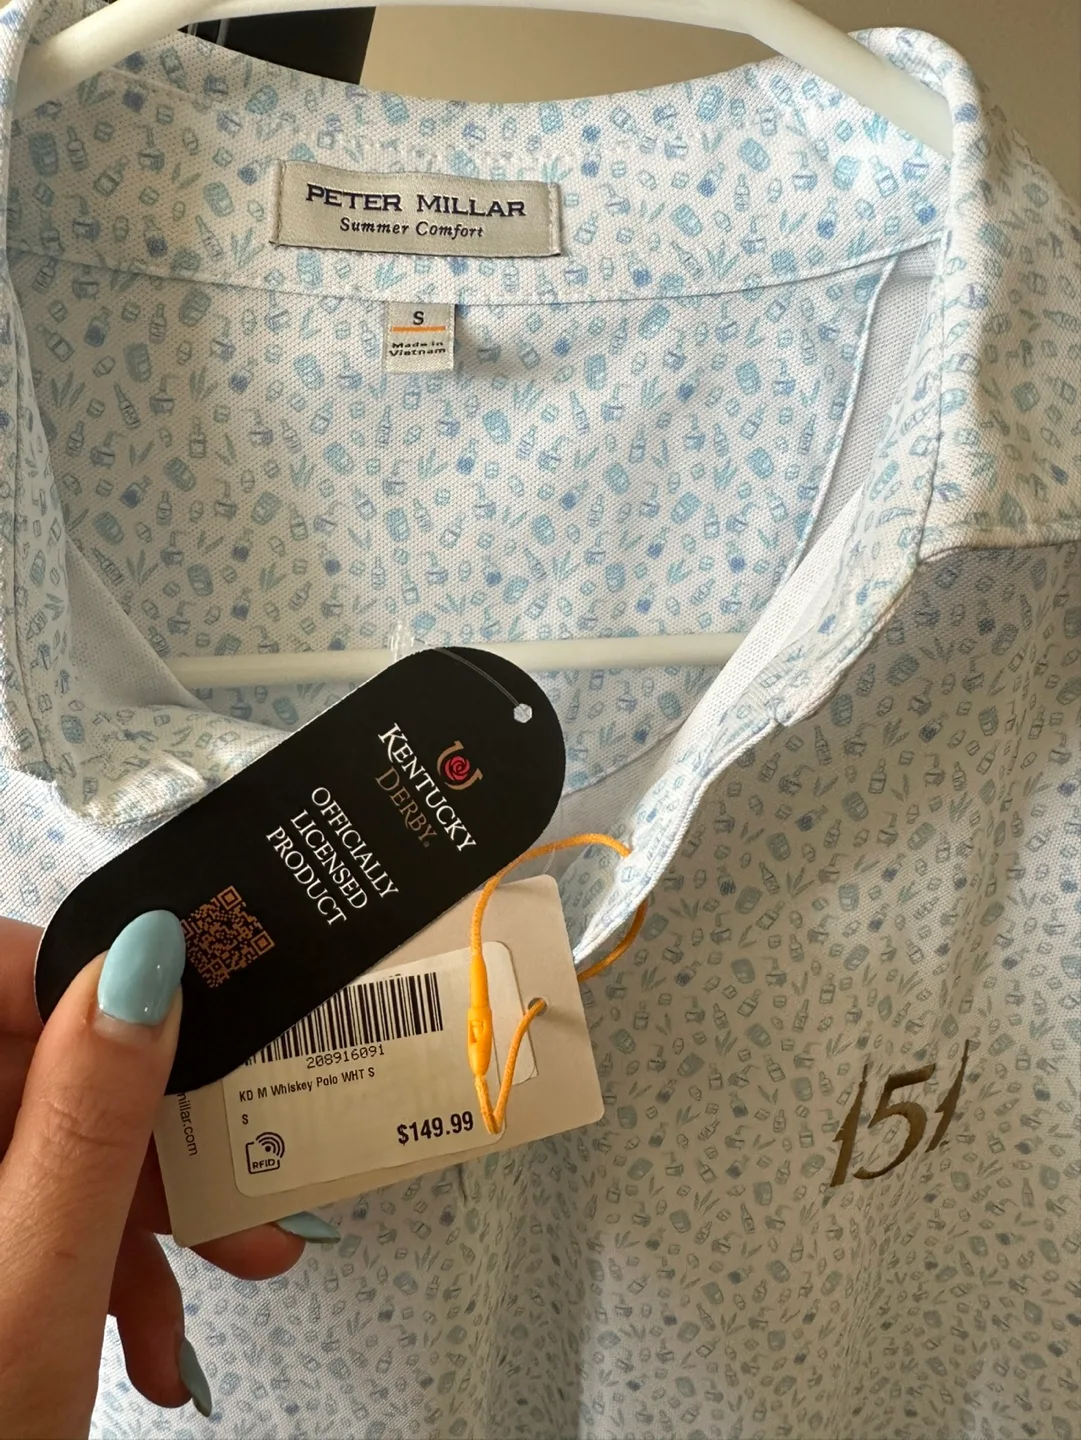 PETER MILLAR
Summer Comfort
S
Made in
Vietnam
KENTUCKY
DERBY®
OFFICIALLY
LICENSED
PRODUCT
208916091
KD M Whiskey Polo WHT S
S
$149.99
RFID
millar.com
151